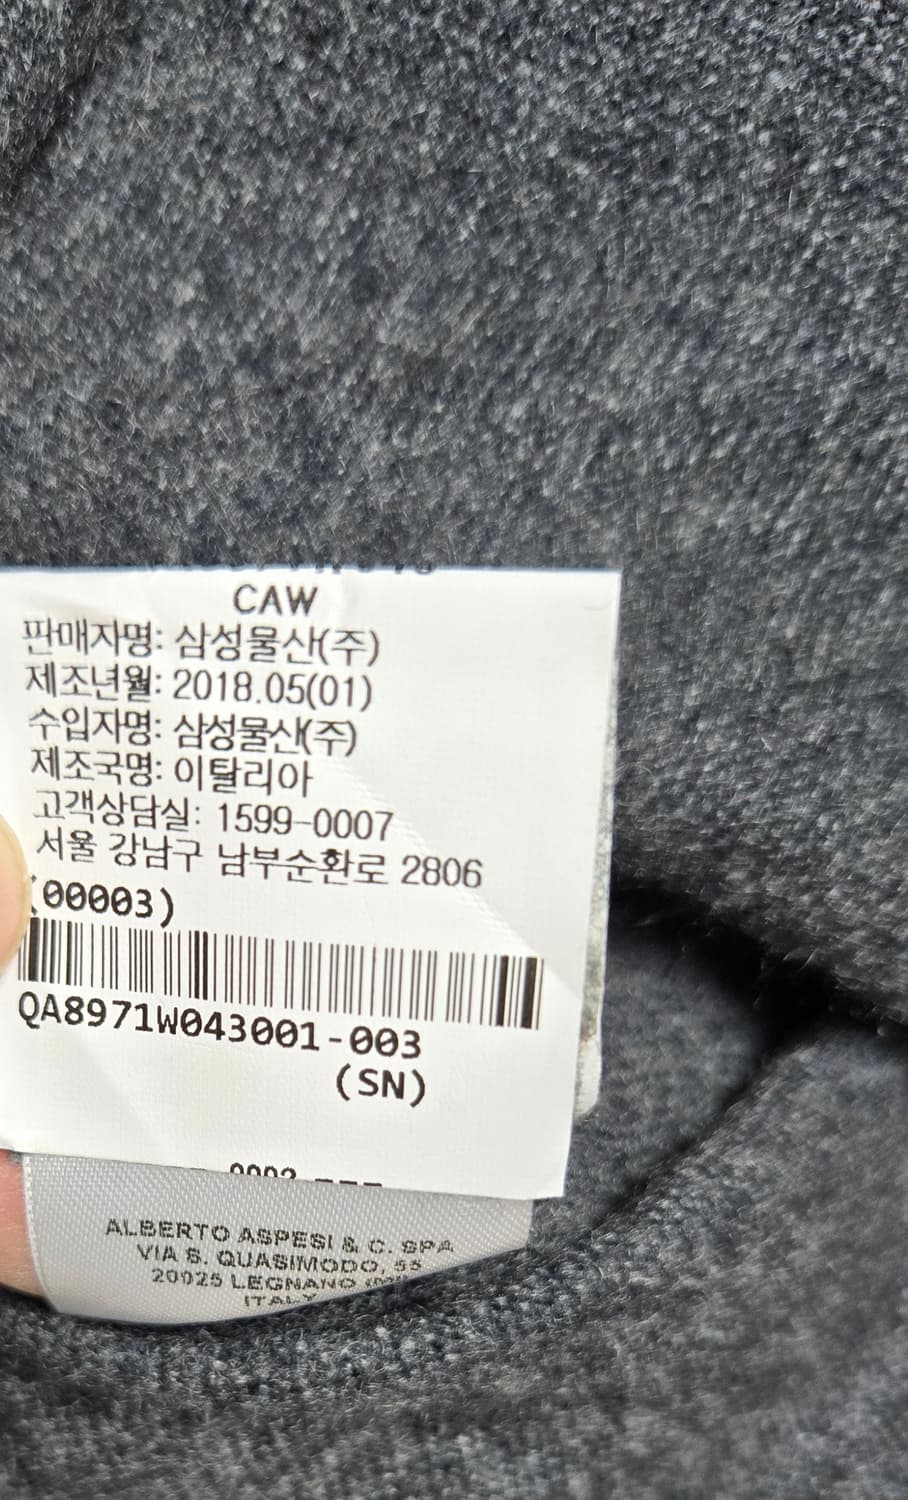 CAW
판매자명: 삼성물산(주)
제조년월: 2018.05(01)
수입자명: 삼성물산(주)
제조국명: 이탈리아
고객상담실: 1599-0007
서울 강남구 남부순환로 2806
(00003)
QA8971W043001-003
(SN)
ALBERTO ASPESI & C. SPA
VIA S. QUASIMODO, 55
20025 LEGNANO
ITALY